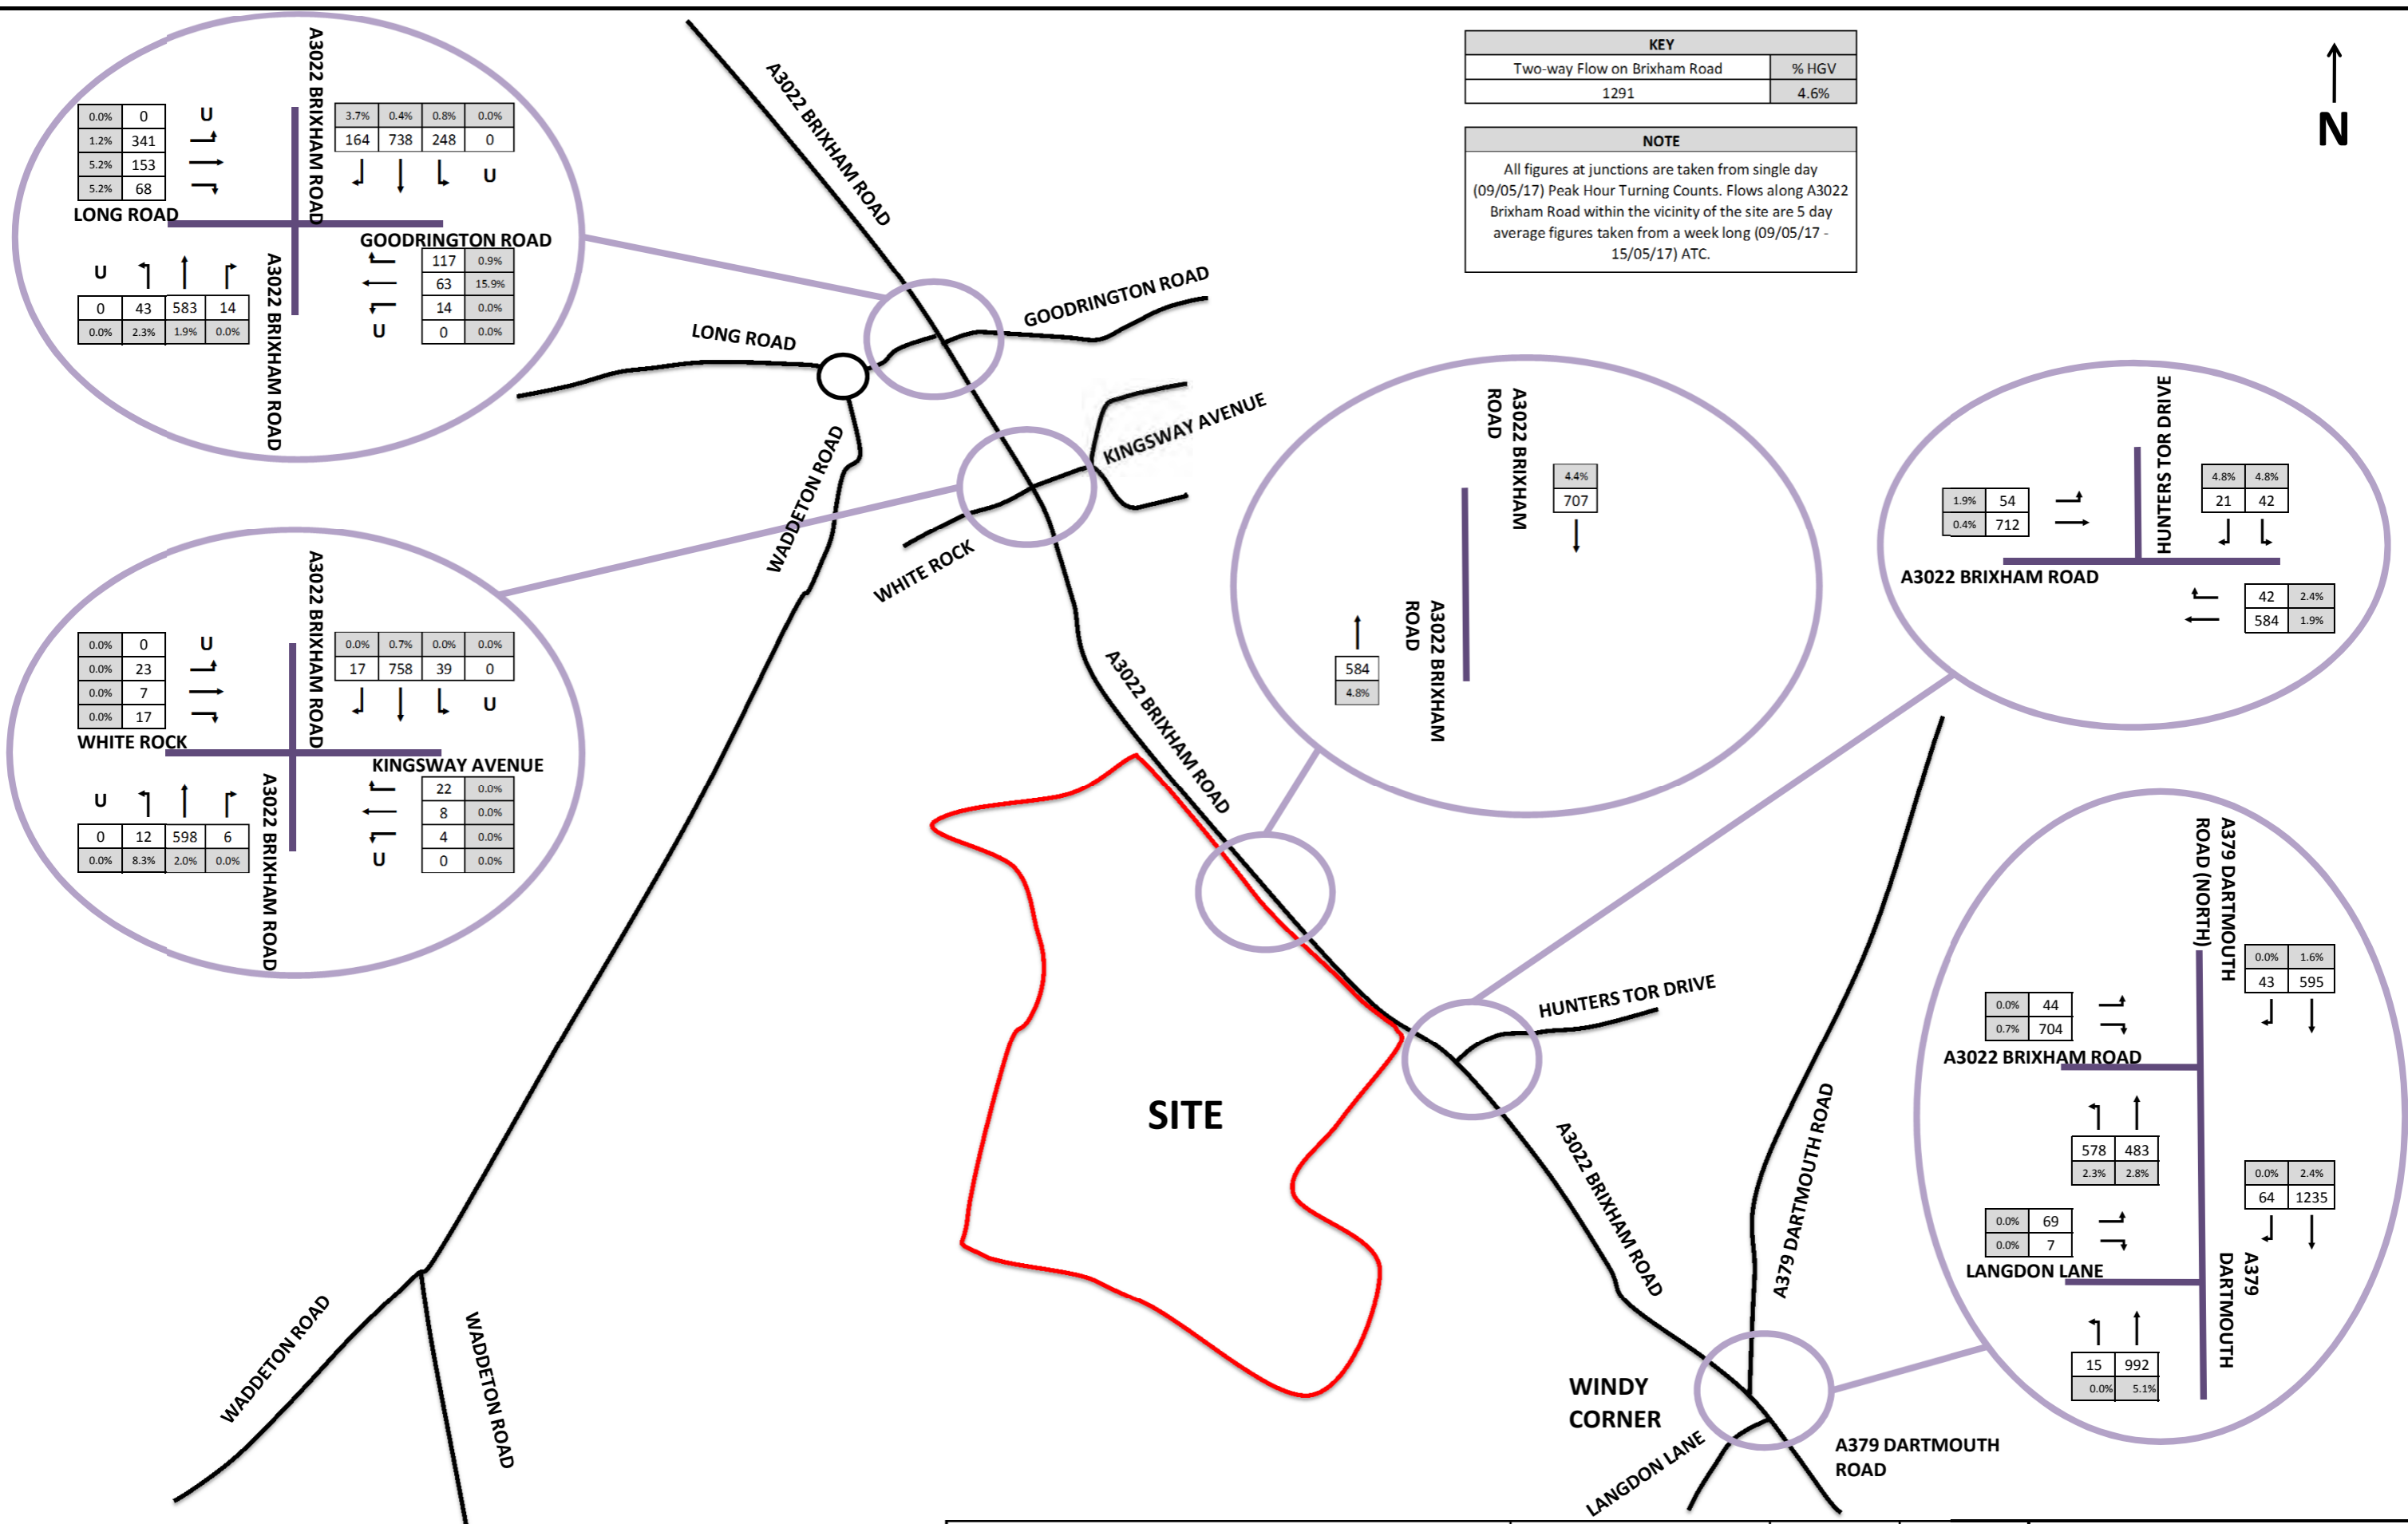 KEY
Two-way Flow on Brixham Road % HGV
1291 4.6%
NOTE
All figures at junctions are taken from single day
(09/05/17) Peak Hour Turning Counts. Flows along A3022
Brixham Road within the vicinity of the site are 5 day
average figures taken from a week long (09/05/17 -
15/05/17) ATC.
N
A3022 BRIXHAM ROAD
0.0% 0 U
1.2% 341
5.2% 153
5.2% 68
LONG ROAD
3.7% 0.4% 0.8% 0.0%
164 738 248 0
U
GOODRINGTON ROAD
117 0.9%
63 15.9%
14 0.0%
U 0 0.0%
U
0 43 583 14
0.0% 2.3% 1.9% 0.0%
A3022 BRIXHAM ROAD
A3022 BRIXHAM ROAD
0.0% 0 U
0.0% 23
0.0% 7
0.0% 17
WHITE ROCK
0.0% 0.7% 0.0% 0.0%
17 758 39 0
U
KINGSWAY AVENUE
22 0.0%
8 0.0%
4 0.0%
U 0 0.0%
U
0 12 598 6
0.0% 8.3% 2.0% 0.0%
A3022 BRIXHAM ROAD
A3022 BRIXHAM ROAD
GOODRINGTON ROAD
LONG ROAD
KINGSWAY AVENUE
WADDETON ROAD
WHITE ROCK
A3022 BRIXHAM ROAD
A3022 BRIXHAM
ROAD
4.4%
707
584
4.8%
A3022 BRIXHAM
ROAD
HUNTERS TOR DRIVE
1.9% 54
0.4% 712
4.8% 4.8%
21 42
A3022 BRIXHAM ROAD
42 2.4%
584 1.9%
HUNTERS TOR DRIVE
SITE
A3022 BRIXHAM ROAD
A379 DARTMOUTH ROAD
A379 DARTMOUTH
ROAD (NORTH)
0.0% 1.6%
43 595
0.0% 44
0.7% 704
A3022 BRIXHAM ROAD
578 483
2.3% 2.8%
0.0% 2.4%
64 1235
0.0% 69
0.0% 7
LANGDON LANE
A379
DARTMOUTH
15 992
0.0% 5.1%
WADDETON ROAD
WADDETON ROAD
WINDY
CORNER
LANGDON LANE
A379 DARTMOUTH
ROAD